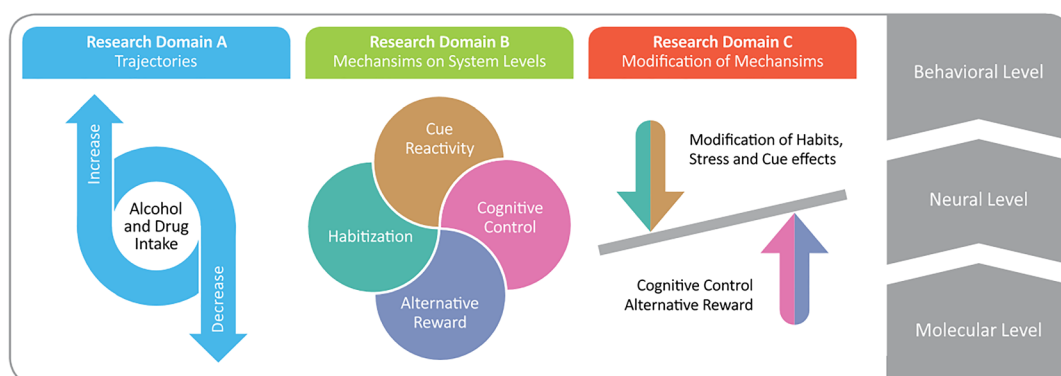 Research Domain A
Trajectories
Increase
Alcohol
and Drug
Intake
Decrease
Research Domain B
Mechansims on System Levels
Cue
Reactivity
Habitization
Cognitive
Control
Alternative
Reward
Research Domain C
Modification of Mechansims
Modification of Habits,
Stress and Cue effects
Cognitive Control
Alternative Reward
Behavioral Level
Neural Level
Molecular Level